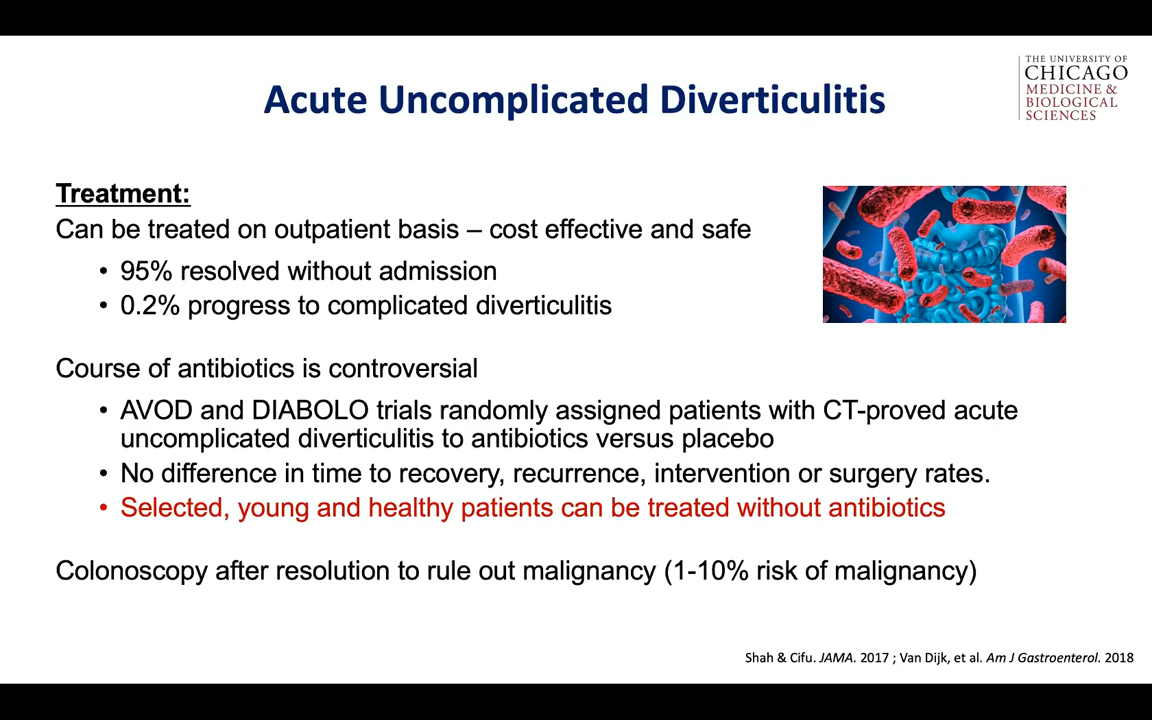 Acute Uncomplicated Diverticulitis
THE UNIVERSITY OF
CHICAGO
MEDICINE &
BIOLOGICAL
SCIENCES
Treatment:
Can be treated on outpatient basis – cost effective and safe
• 95% resolved without admission
• 0.2% progress to complicated diverticulitis
Course of antibiotics is controversial
• AVOD and DIABOLO trials randomly assigned patients with CT-proved acute
uncomplicated diverticulitis to antibiotics versus placebo
• No difference in time to recovery, recurrence, intervention or surgery rates.
• Selected, young and healthy patients can be treated without antibiotics
Colonoscopy after resolution to rule out malignancy (1-10% risk of malignancy)
Shah & Cifu. JAMA. 2017 ; Van Dijk, et al. Am J Gastroenterol. 2018